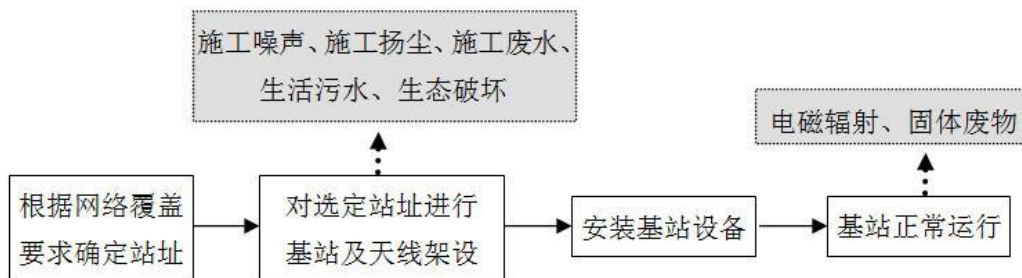 施工噪声、施工扬尘、施工废水、
生活污水、生态破坏
电磁辐射、固体废物
根据网络覆盖
要求确定站址
对选定站址进行
基站及天线架设
安装基站设备
基站正常运行